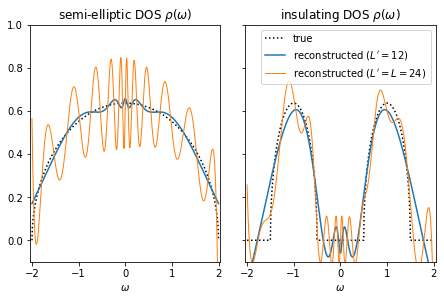 semi-elliptic DOS ρ(ω)
insulating DOS ρ(ω)
1.0
0.8
0.6
0.4
0.2
0.0
true
reconstructed (L′ = 12)
reconstructed (L′ = L = 24)
−2 −1 0 1 2
−2 −1 0 1 2
ω
ω